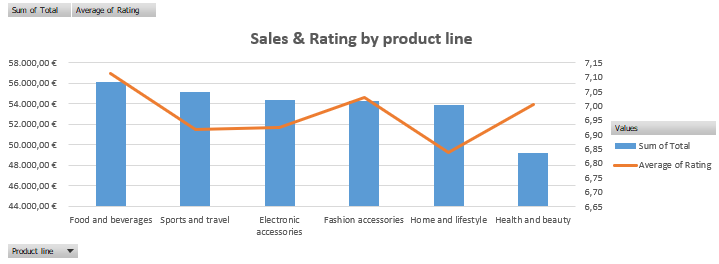 Sum of Total Average of Rating
Sales & Rating by product line
58.000,00 €
56.000,00 €
54.000,00 €
52.000,00 €
50.000,00 €
48.000,00 €
46.000,00 €
44.000,00 €
7,15
7,10
7,05
7,00
6,95
6,90
6,85
6,80
6,75
6,70
6,65
Food and beverages Sports and travel Electronic accessories Fashion accessories Home and lifestyle Health and beauty
Values
Sum of Total
Average of Rating
Product line